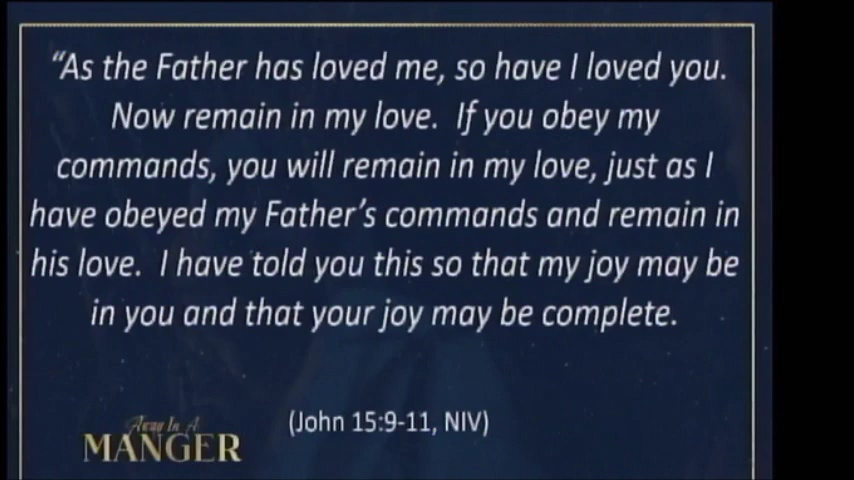 “As the Father has loved me, so have I loved you.
Now remain in my love. If you obey my
commands, you will remain in my love, just as I
have obeyed my Father’s commands and remain in
his love. I have told you this so that my joy may be
in you and that your joy may be complete.
(John 15:9-11, NIV)
Away In A
MANGER